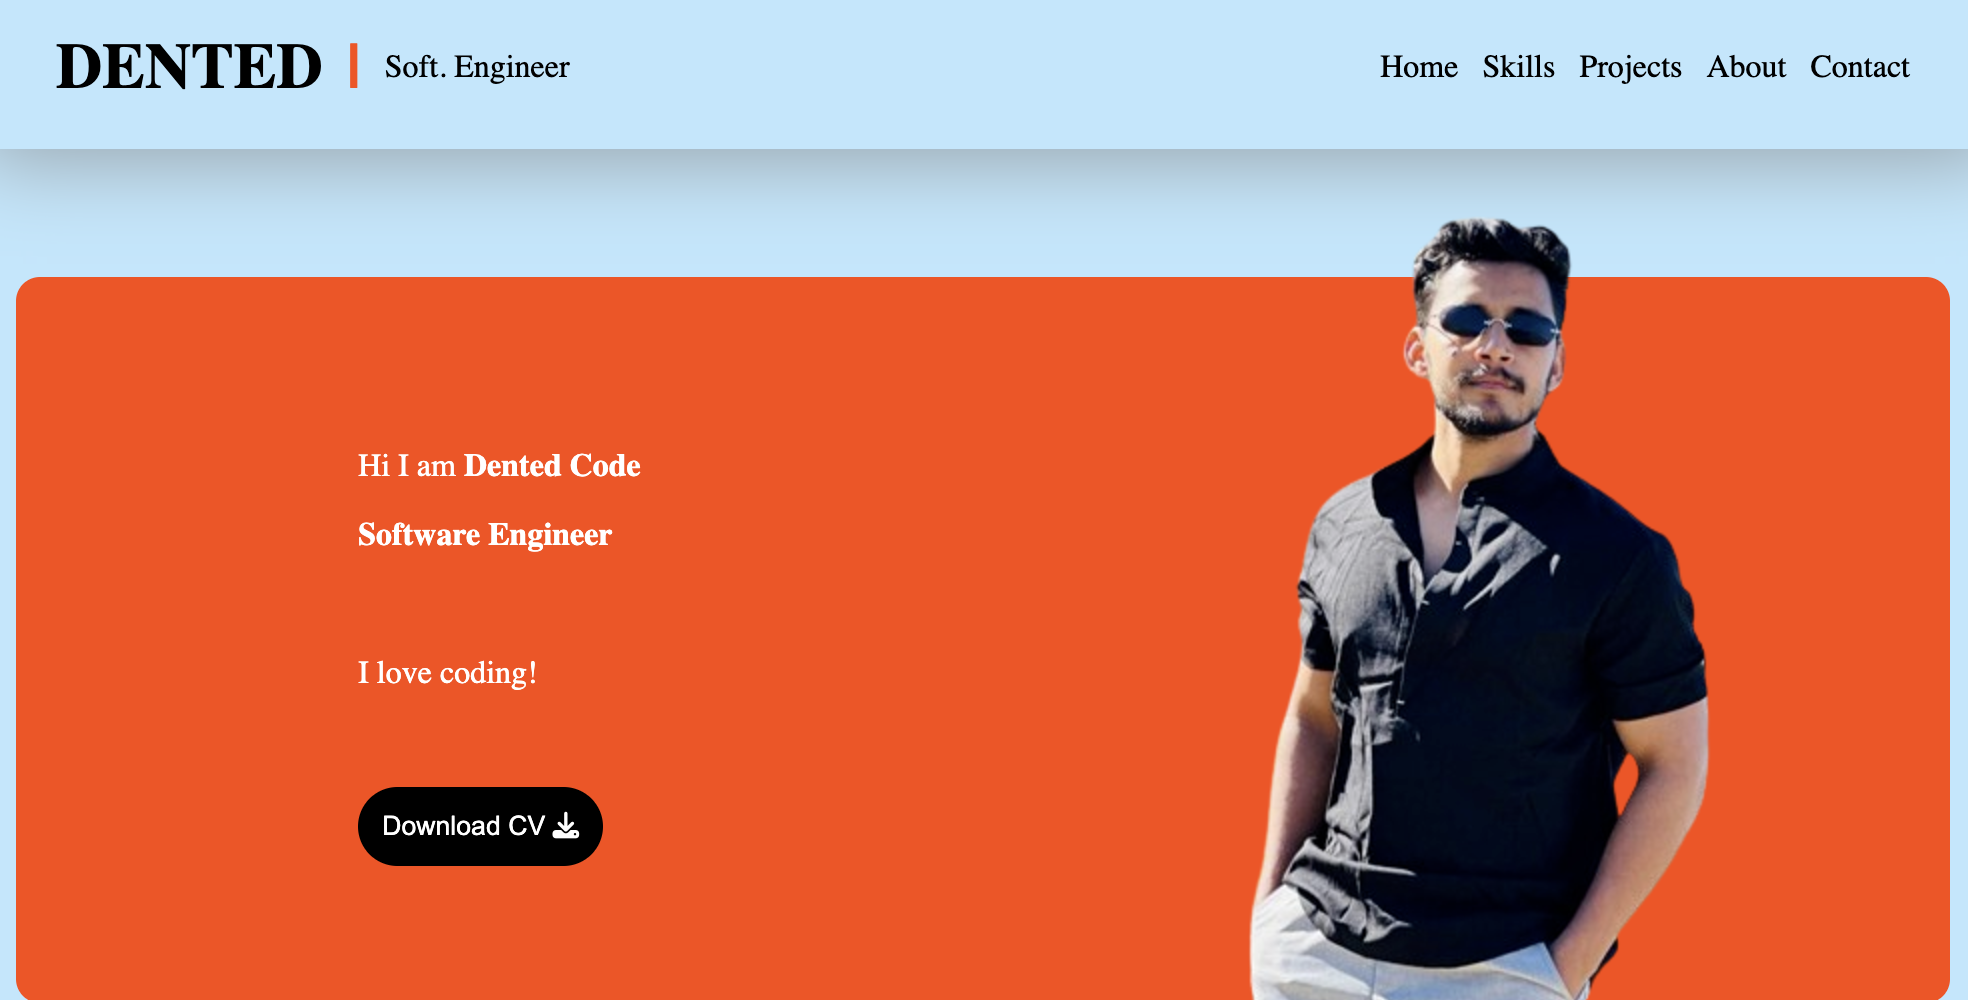 DENTED | Soft. Engineer Home Skills Projects About Contact
Hi I am Dented Code
Software Engineer
I love coding!
Download CV